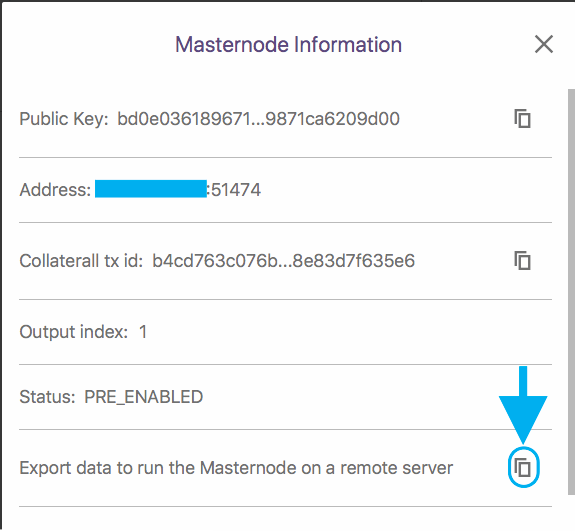 Masternode Information
Public Key: bd0e036189671...9871ca6209d00
Address: :51474
Collaterall tx id: b4cd763c076b...8e83d7f635e6
Output index: 1
Status: PRE_ENABLED
Export data to run the Masternode on a remote server